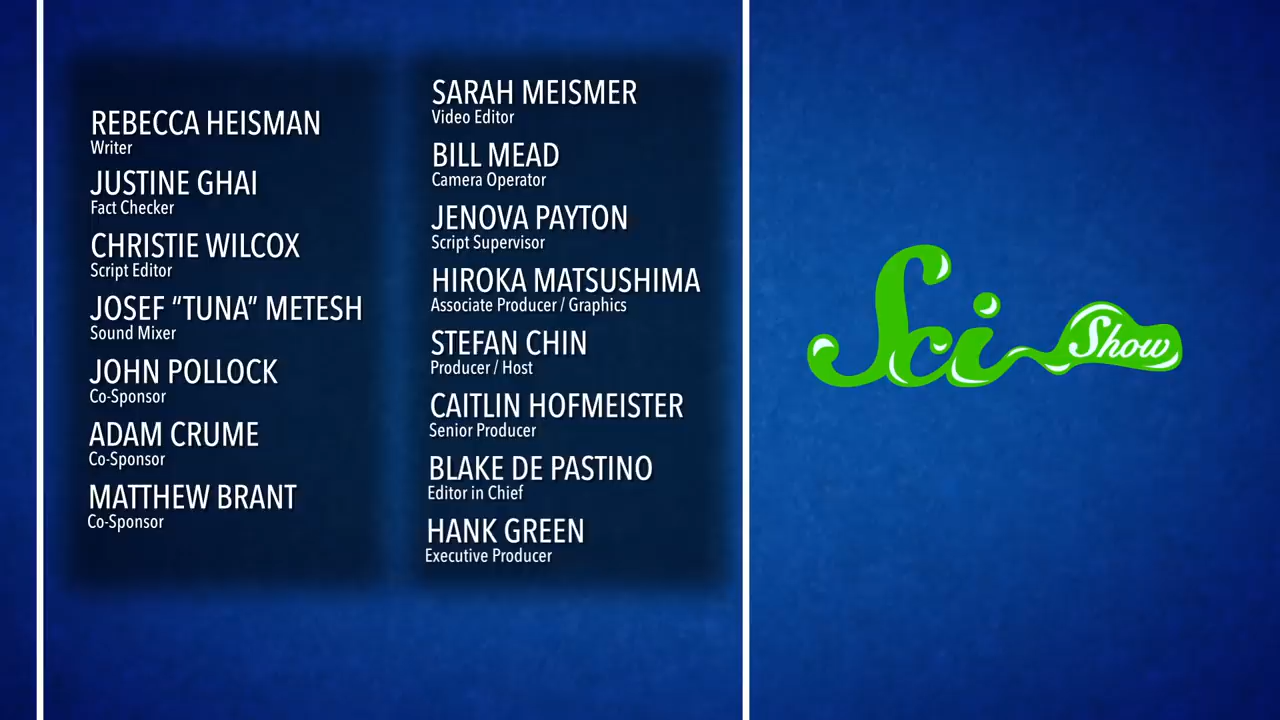 REBECCA HEISMAN
Writer
JUSTINE GHAI
Fact Checker
CHRISTIE WILCOX
Script Editor
JOSEF “TUNA” METESH
Sound Mixer
JOHN POLLOCK
Co-Sponsor
ADAM CRUME
Co-Sponsor
MATTHEW BRANT
Co-Sponsor
SARAH MEISMER
Video Editor
BILL MEAD
Camera Operator
JENOVA PAYTON
Script Supervisor
HIROKA MATSUSHIMA
Associate Producer / Graphics
STEFAN CHIN
Producer / Host
CAITLIN HOFMEISTER
Senior Producer
BLAKE DE PASTINO
Editor in Chief
HANK GREEN
Executive Producer
Sci Show